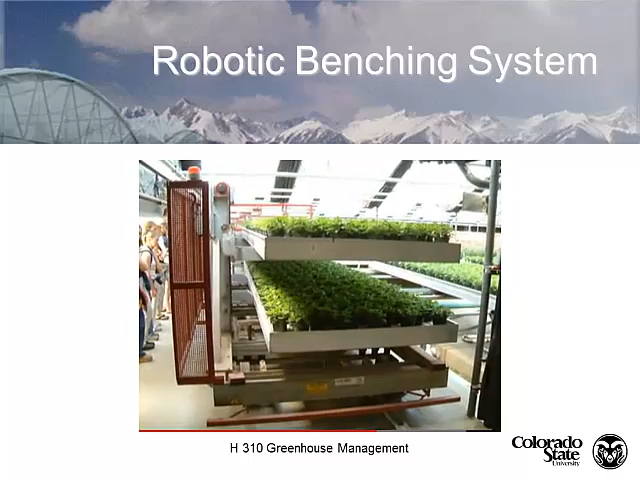 Robotic Benching System
H 310 Greenhouse Management
Colorado
State
University